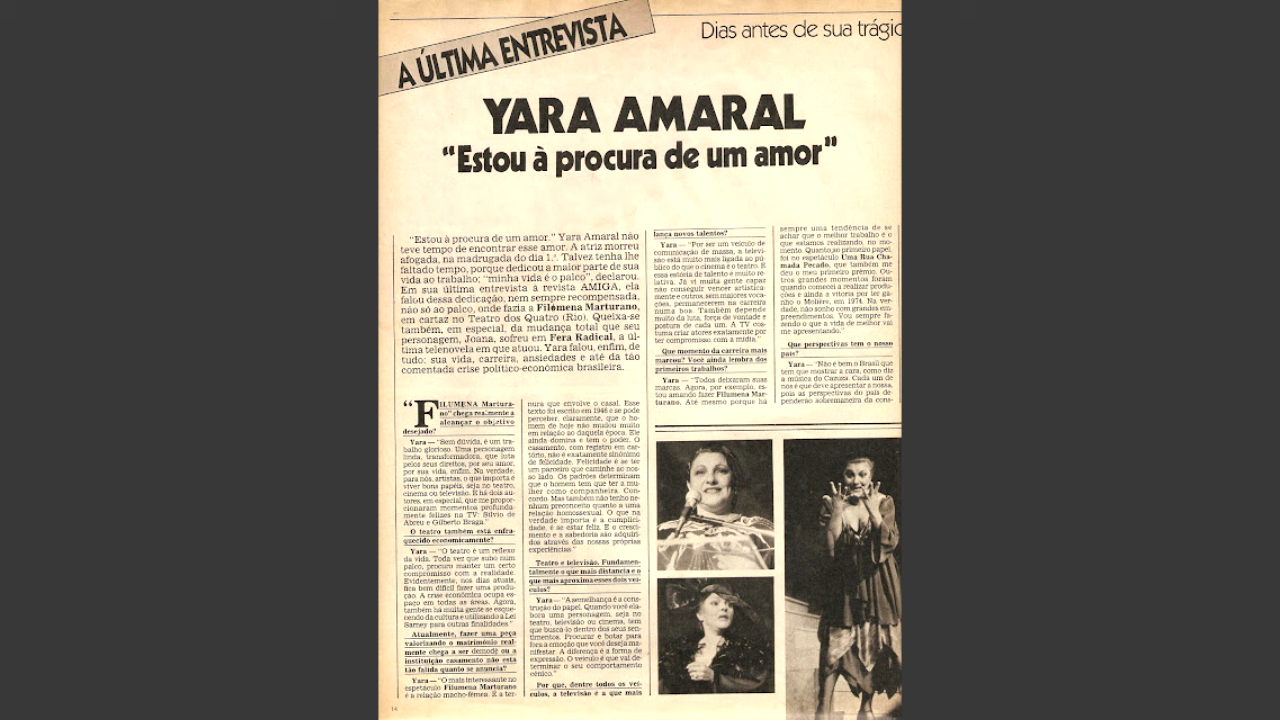 A ÚLTIMA ENTREVISTA
Dias antes de sua trágic
YARA AMARAL
“Estou à procura de um amor”
“Estou à procura de um amor.” Yara Amaral não
teve tempo de encontrar esse amor. A atriz morreu
afogada, na madrugada do dia 1.º. Talvez tenha lhe
faltado tempo, porque dedicou a maior parte de sua
vida ao trabalho; “minha vida é o palco”, declarou.
Em sua última entrevista à revista AMIGA, ela
falou dessa dedicação, nem sempre recompensada,
não só ao palco, onde fazia a Filùmena Marturano,
em cartaz no Teatro dos Quatro (Rio). Queixa-se
também, em especial, da mudança total que seu
personagem, Joana, sofreu em Fera Radical, a úl-
tima telenovela em que atuou. Yara falou, enfim, de
tudo: sua vida, carreira, ansiedades e até da tão
comentada crise político-econômica brasileira.
“FILUMENA Martura-
no” chega realmente a
alcançar o objetivo
desejado?
Yara — “Sem dúvida, é um tra-
balho glorioso. Uma personagem
linda, transformadora, que luta
pelos seus direitos, por seu amor,
por sua vida, enfim. Na verdade,
para nós, artistas, o que importa é
viver bons papéis, seja no teatro,
cinema ou televisão. E há dois au-
tores, em especial, que me propor-
cionaram momentos profunda-
mente felizes na TV: Sílvio de
Abreu e Gilberto Braga.”
O teatro também está enfra-
quecido economicamente?
Yara — “O teatro é um reflexo
da vida. Toda vez que subo num
palco, procuro manter um certo
compromisso com a realidade.
Evidentemente, nos dias atuais,
fica bem difícil fazer uma produ-
ção. A crise econômica ocupa es-
paço em todas as áreas. Agora,
também há muita gente se esque-
cendo da cultura e utilizando a Lei
Sarney para outras finalidades.”
Atualmente, fazer uma peça
valorizando o matrimônio real-
mente chega a ser demodé ou a
instituição casamento não está
tão falida quanto se anuncia?
Yara — “O mais interessante no
espetáculo Filumena Marturano
é a relação macho-fêmea. É a ter-
nura que envolve o casal. Esse
texto foi escrito em 1946 e se pode
perceber, claramente, que o ho-
mem de hoje não mudou muito
em relação ao daquela época. Ele
ainda domina e tem o poder. O
casamento, com registro em car-
tório, não é exatamente sinônimo
de felicidade. Felicidade é se ter
um parceiro que caminhe ao nos-
so lado. Os padrões determinam
que o homem tem que ter a mu-
lher como companheira. Con-
cordo. Mas também não tenho ne-
nhum preconceito quanto a uma
relação homossexual. O que na
verdade importa é a cumplici-
dade, é se estar feliz. E o cresci-
mento e a sabedoria são adquiri-
dos através das nossas próprias
experiências.”
Teatro e televisão. Fundamen-
talmente o que mais distancia e o
que mais aproxima esses dois veí-
culos?
Yara — “A semelhança é a cons-
trução do papel. Quando você ela-
bora uma personagem, seja no
teatro, televisão ou cinema, tem
que buscá-lo dentro dos seus sen-
timentos. Procurar e botar para
fora a emoção que você deseja ma-
nifestar. A diferença é a forma de
expressão. O veículo é que vai de-
terminar o seu comportamento
cênico.”
Por que, dentre todos os veí-
culos, a televisão é a que mais
lança novos talentos?
Yara — “Por ser um veículo de
comunicação de massa, a televi-
são está muito mais ligada ao pú-
blico do que o cinema e o teatro. E
essa estória de talento é muito re-
lativa. Já vi muita gente capaz
não conseguir vencer artistica-
mente e outros, sem maiores voca-
ções, permanecerem na carreira
numa boa. Também depende
muito da luta, força de vontade e
postura de cada um. A TV cos-
tuma criar atores exatamente por
ter compromisso com a mídia.”
Que momento da carreira mais
marcou? Você ainda lembra dos
primeiros trabalhos?
Yara — “Todos deixaram suas
marcas. Agora, por exemplo, es-
tou amando fazer Filumena Mar-
turano. Até mesmo porque há
sempre uma tendência de se
achar que o melhor trabalho é o
que estamos realizando, no mo-
mento. Quanto ao primeiro papel,
foi no espetáculo Uma Rua Cha-
mada Pecado, que também me
deu o meu primeiro prêmio. Ou-
tros grandes momentos foram
quando comecei a realizar produ-
ções e ainda a vitória por ter ga-
nho o Molière, em 1974. Na ver-
dade, não sonho com grandes em-
preendimentos. Vou sempre fa-
zendo o que a vida de melhor vai
me apresentando.”
Que perspectivas tem o nosso
país?
Yara — “Não é bem o Brasil que
tem que mostrar a cara, como diz
a música do Cazuza. Cada um de
nós é que deve apresentar a nossa,
pois as perspectivas do país de-
penderão sobremaneira da cons-
14